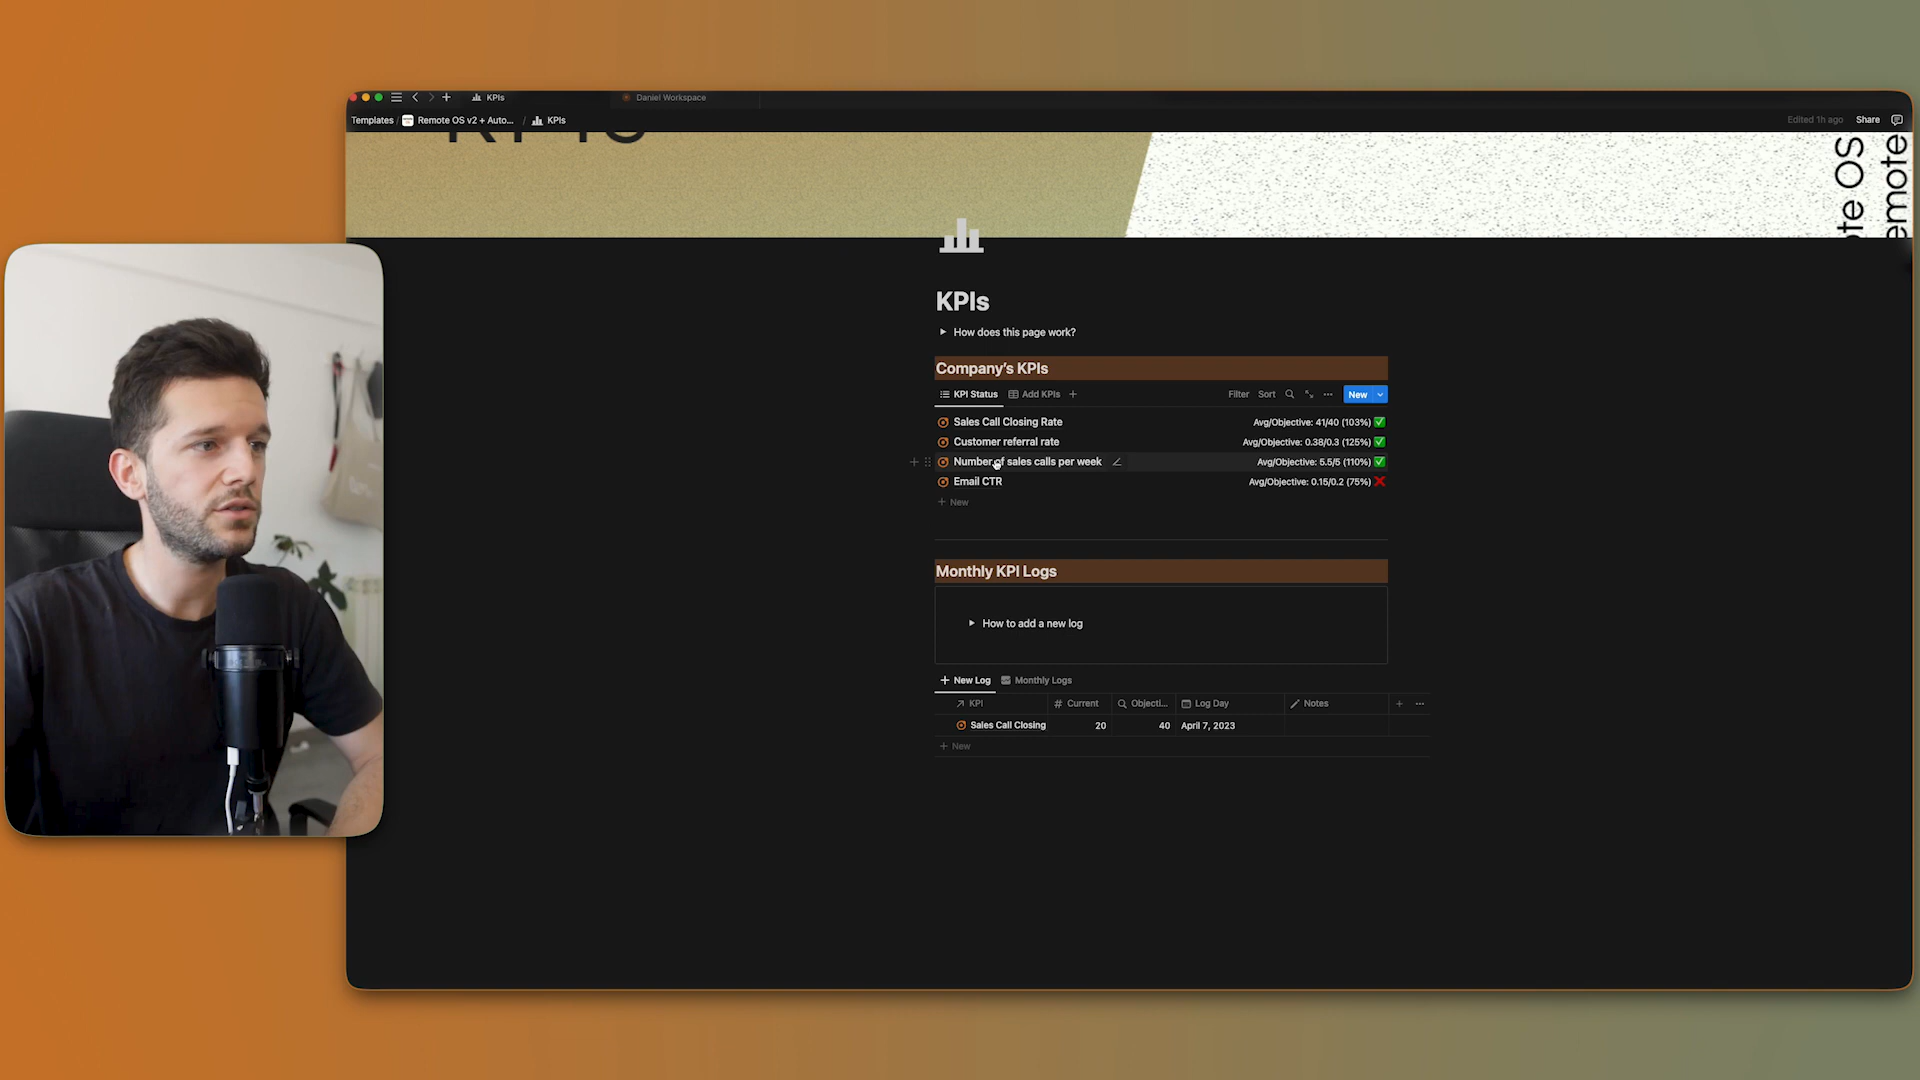 KPIs
Daniel Workspace
Templates / Remote OS v2 + Auto... / KPIs
Edited 1h ago
Share
KPIs
te OS
emote
KPIs
How does this page work?
Company's KPIs
KPI Status
Add KPIs
Filter
Sort
New
Sales Call Closing Rate
Avg/Objective: 41/40 (103%) ✅
Customer referral rate
Avg/Objective: 0.38/0.3 (125%) ✅
Number of sales calls per week
Avg/Objective: 5.5/5 (110%) ✅
Email CTR
Avg/Objective: 0.15/0.2 (75%) ❌
+ New
Monthly KPI Logs
How to add a new log
+ New Log
Monthly Logs
KPI
# Current
Objecti...
Log Day
Notes
Sales Call Closing
20
40
April 7, 2023
+ New